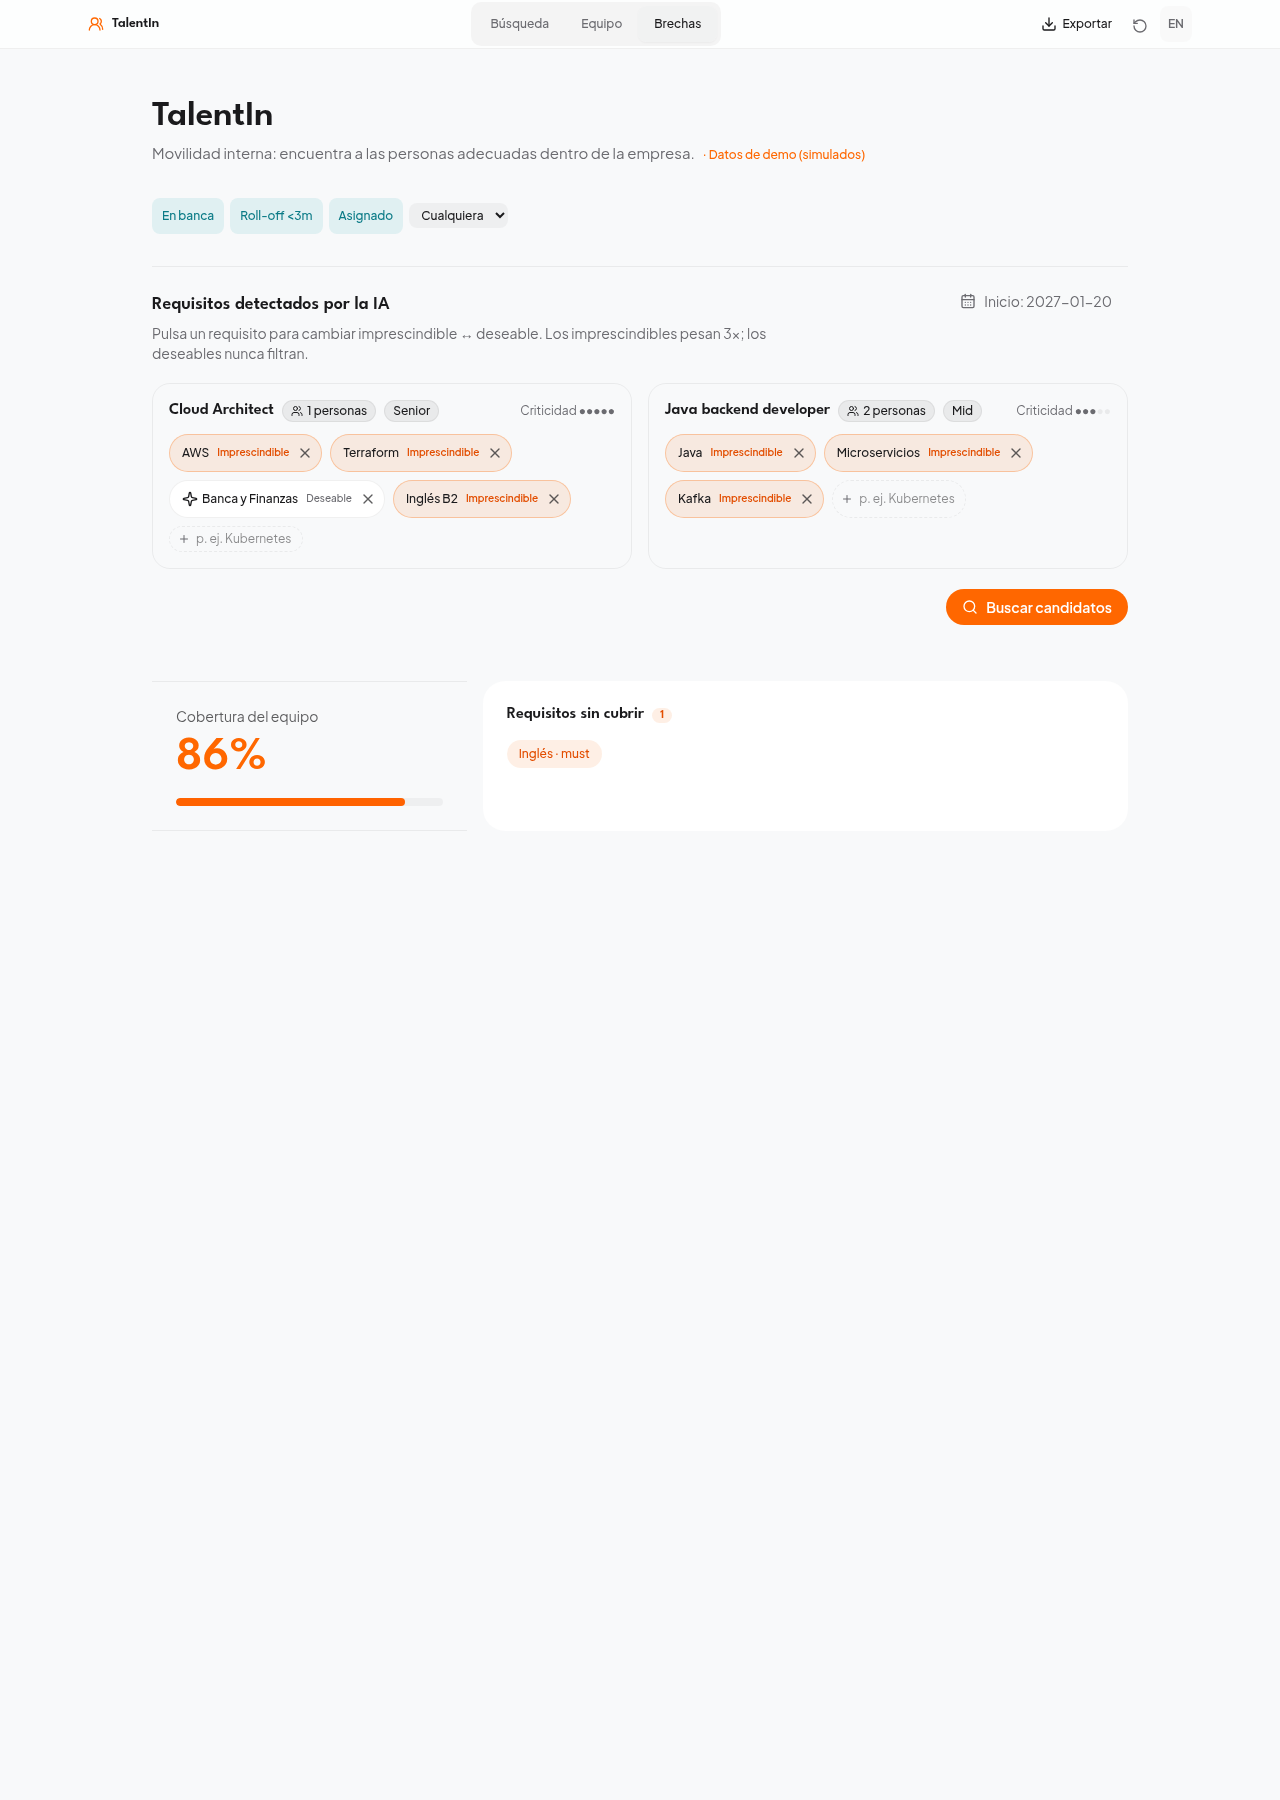 TalentIn
Búsqueda Equipo Brechas
Exportar EN
TalentIn
Movilidad interna: encuentra a las personas adecuadas dentro de la empresa. · Datos de demo (simulados)
En banca Roll-off <3m Asignado Cualquiera
Requisitos detectados por la IA
Inicio: 2027-01-20
Pulsa un requisito para cambiar imprescindible ↔ deseable. Los imprescindibles pesan 3×; los
deseables nunca filtran.
Cloud Architect 1 personas Senior Criticidad ●●●●●
AWS Imprescindible Terraform Imprescindible
Banca y Finanzas Deseable Inglés B2 Imprescindible
+ p. ej. Kubernetes
Java backend developer 2 personas Mid Criticidad ●●●●●
Java Imprescindible Microservicios Imprescindible
Kafka Imprescindible + p. ej. Kubernetes
Buscar candidatos
Cobertura del equipo
86%
Requisitos sin cubrir 1
Inglés · must